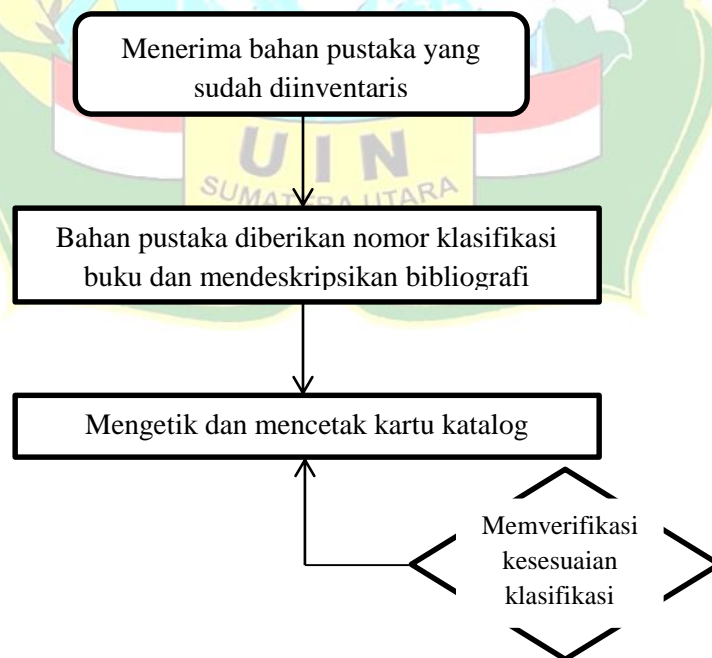 Menerima bahan pustaka yang
sudah diinventaris
UIN
SUMATERA UTARA
Bahan pustaka diberikan nomor klasifikasi
buku dan mendeskripsikan bibliografi
Mengetik dan mencetak kartu katalog
Memverifikasi
kesesuaian
klasifikasi